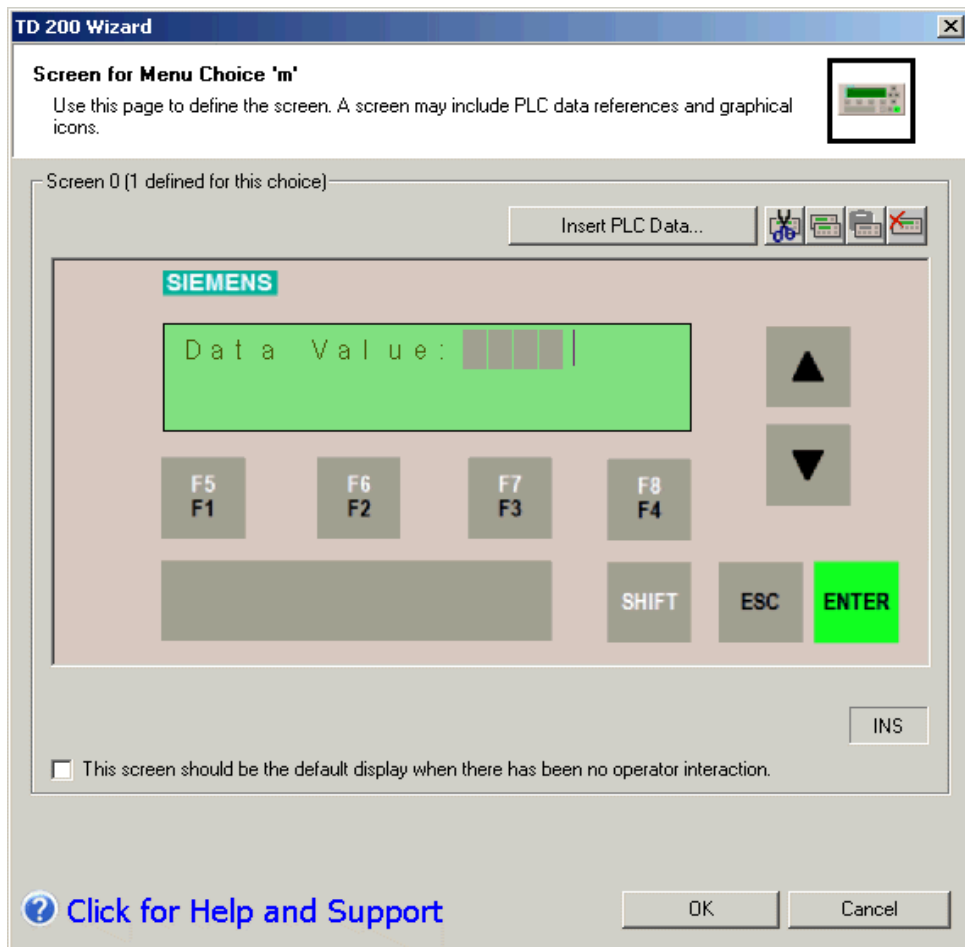 TD 200 Wizard
Screen for Menu Choice 'm'
Use this page to define the screen. A screen may include PLC data references and graphical
icons.
Screen 0 (1 defined for this choice)
Insert PLC Data...
SIEMENS
Data Value:
F5 F6 F7 F8
F1 F2 F3 F4
SHIFT ESC ENTER
INS
This screen should be the default display when there has been no operator interaction.
? Click for Help and Support
OK Cancel